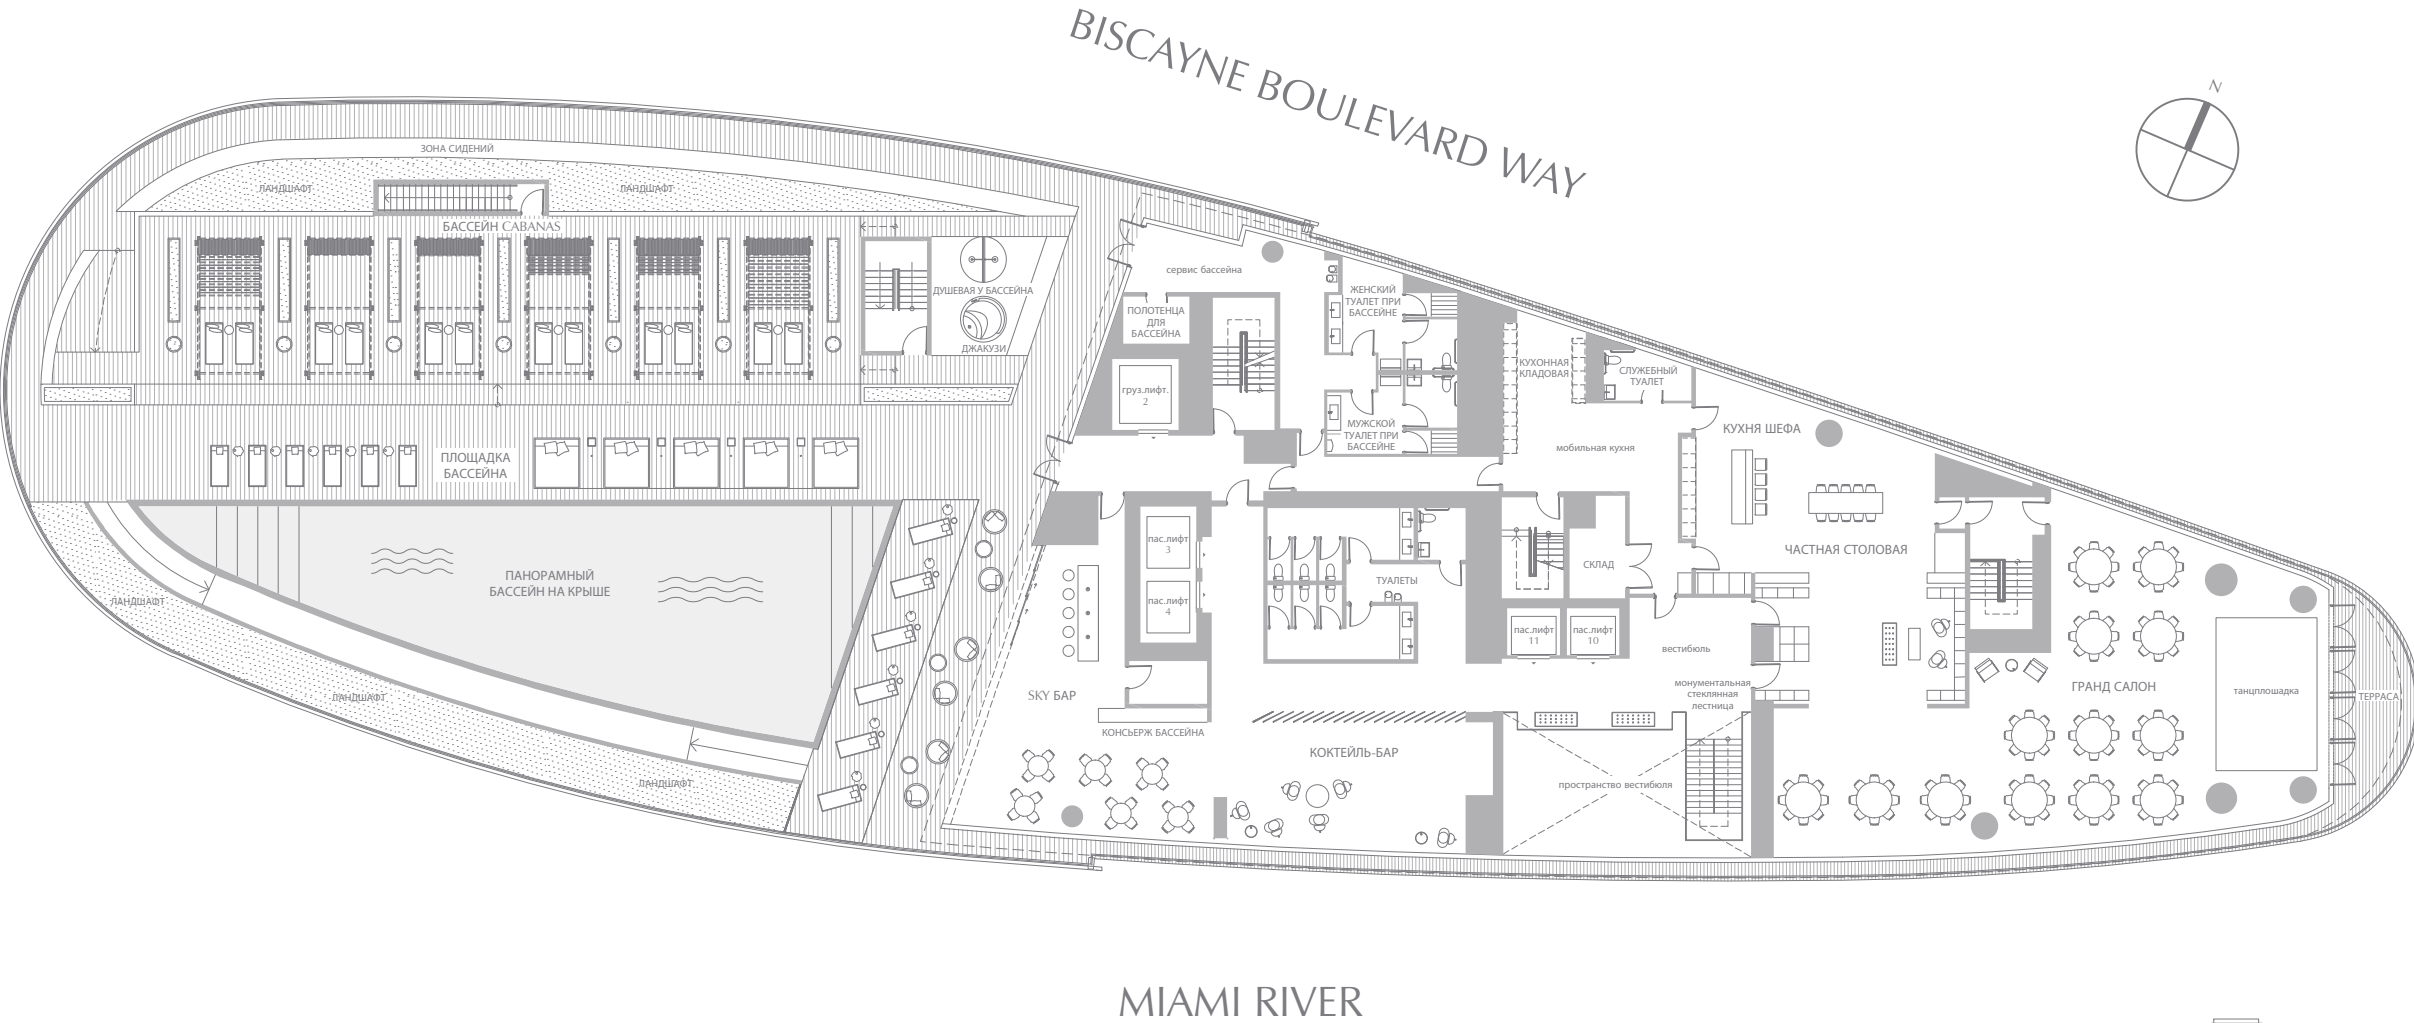 BISCAYNE BOULEVARD WAY
N
ЗОНА СИДЕНИЙ
ЛАНДШАФТ
ЛАНДШАФТ
БАССЕЙН CABANAS
ДУШЕВАЯ У БАССЕЙНА
ДЖАКУЗИ
сервис бассейна
ПОЛОТЕНЦА
ДЛЯ
БАССЕЙНА
ЖЕНСКИЙ
ТУАЛЕТ ПРИ
БАССЕЙНЕ
груз.лифт.
2
МУЖСКОЙ
ТУАЛЕТ ПРИ
БАССЕЙНЕ
КУХОННАЯ
КЛАДОВАЯ
СЛУЖЕБНЫЙ
ТУАЛЕТ
мобильная кухня
КУХНЯ ШЕФА
ПЛОЩАДКА
БАССЕЙНА
ПАНОРАМНЫЙ
БАССЕЙН НА КРЫШЕ
ЛАНДШАФТ
ЛАНДШАФТ
ЛАНДШАФТ
пас.лифт
3
пас.лифт
4
ТУАЛЕТЫ
СКЛАД
ЧАСТНАЯ СТОЛОВАЯ
пас.лифт
11
пас.лифт
10
вестибюль
SKY БАР
КОНСЬЕРЖ БАССЕЙНА
КОКТЕЙЛЬ-БАР
монументальная
стеклянная
лестница
пространство вестибюля
ГРАНД САЛОН
танцплошадка
ТЕРРАСА
MIAMI RIVER